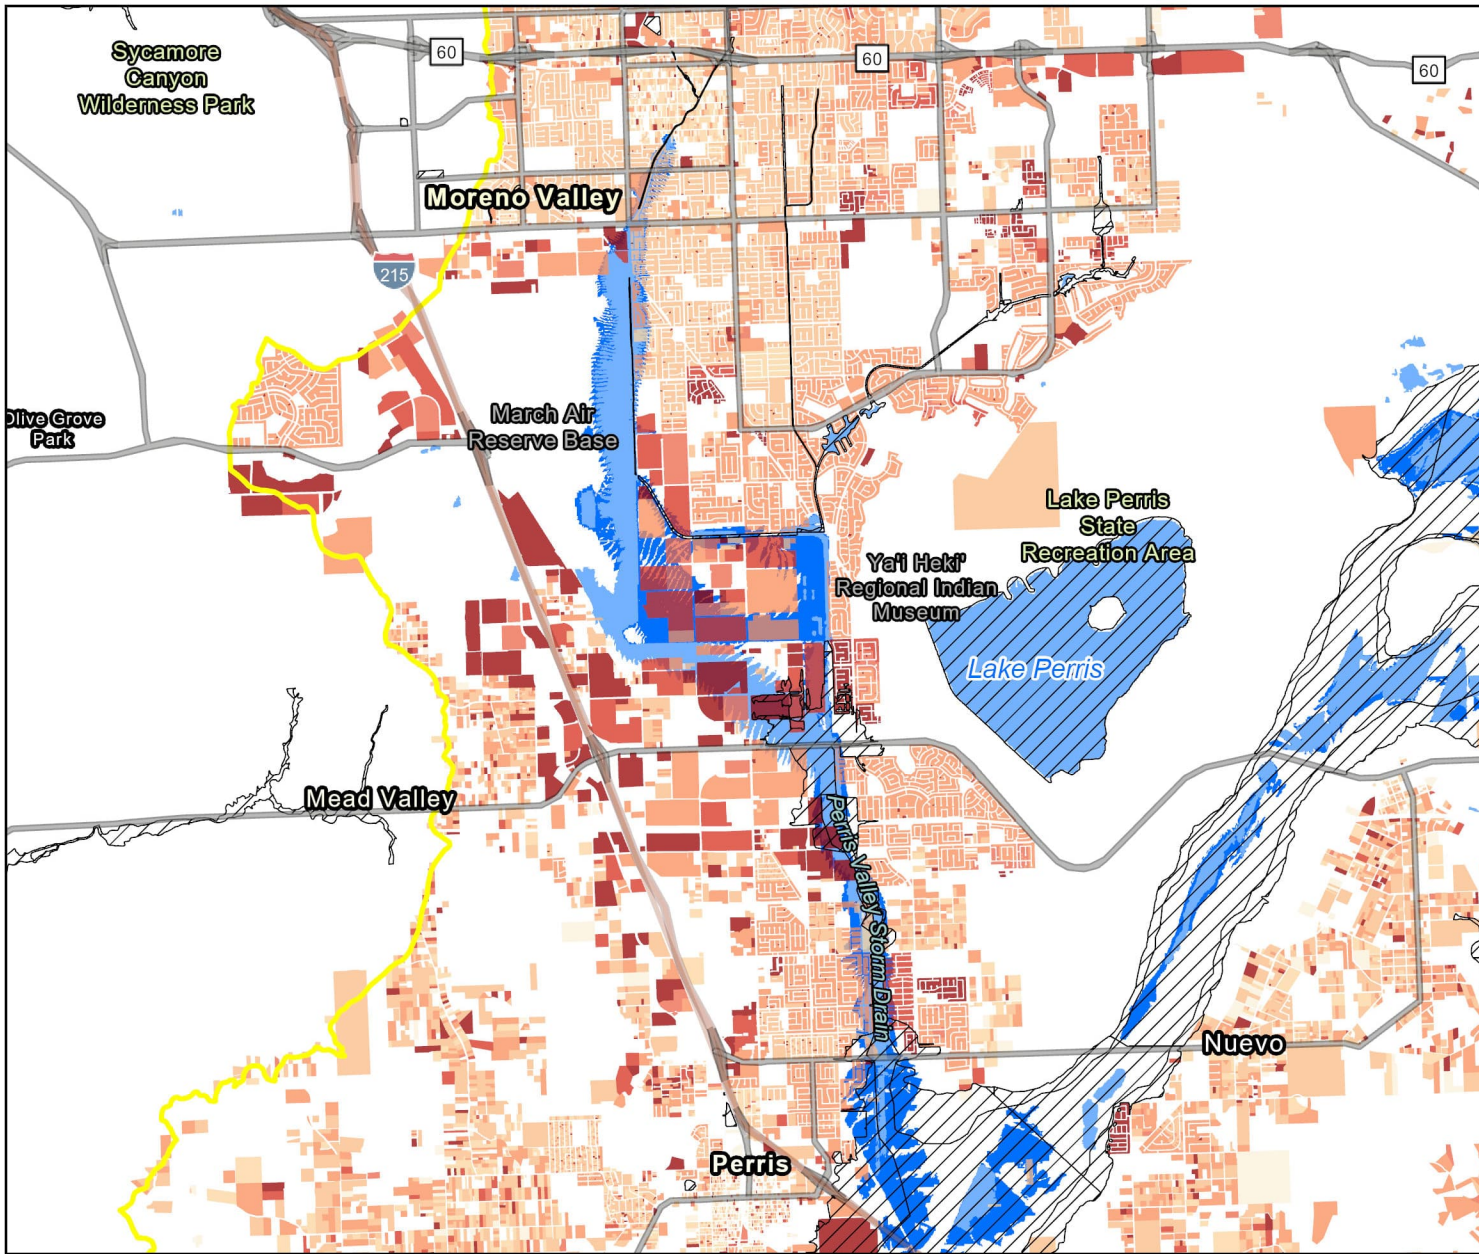 Sycamore
Canyon
Wilderness Park
60
60
60
Moreno Valley
215
March Air
Reserve Base
Olive Grove
Park
Lake Perris
State
Recreation Area
Ya'i Heki'
Regional Indian
Museum
Lake Perris
Mead Valley
Perris Valley Storm Drain
Nuevo
Perris